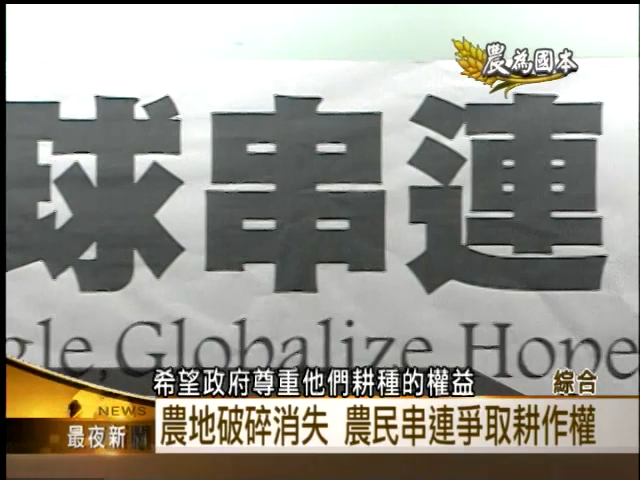 農為國本
球串連
gle, Globalize Hope
希望政府尊重他們耕種的權益
綜合
NEWS
最夜新聞
農地破碎消失 農民串連爭取耕作權